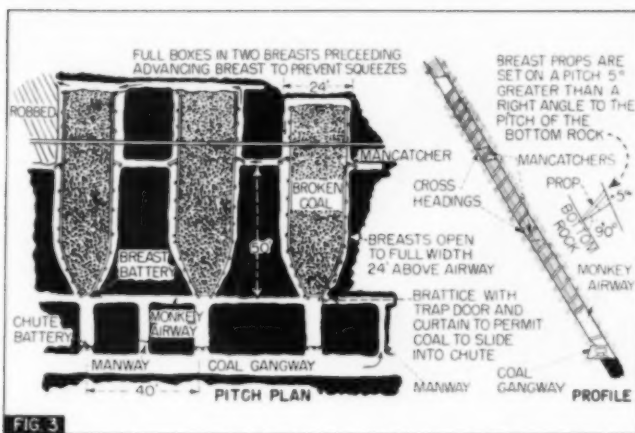 FULL BOXES IN TWO BREASTS PRECEEDING
ADVANCING BREAST TO PREVENT SQUEEZES
24'
ROBBED
MANCATCHER
BROKEN
COAL
60'
BREAST
BATTERY
BREASTS OPEN
TO FULL WIDTH
24' ABOVE AIRWAY
MONKEY
AIRWAY
CHUTE
BATTERY
BRATTICE WITH
TRAP DOOR AND
CURTAIN TO PERMIT
COAL TO SLIDE
INTO CHUTE
MANWAY
COAL GANGWAY
MANWAY
40'
PITCH PLAN
BREAST PROPS ARE
SET ON A PITCH 5°
GREATER THAN A
RIGHT ANGLE TO THE
PITCH OF THE
BOTTOM ROCK
MANCATCHERS
CROSS
HEADINGS
PROP
5°
90°
BOTTOM
ROCK
MONKEY
AIRWAY
COAL
GANGWAY
PROFILE
FIG. 3